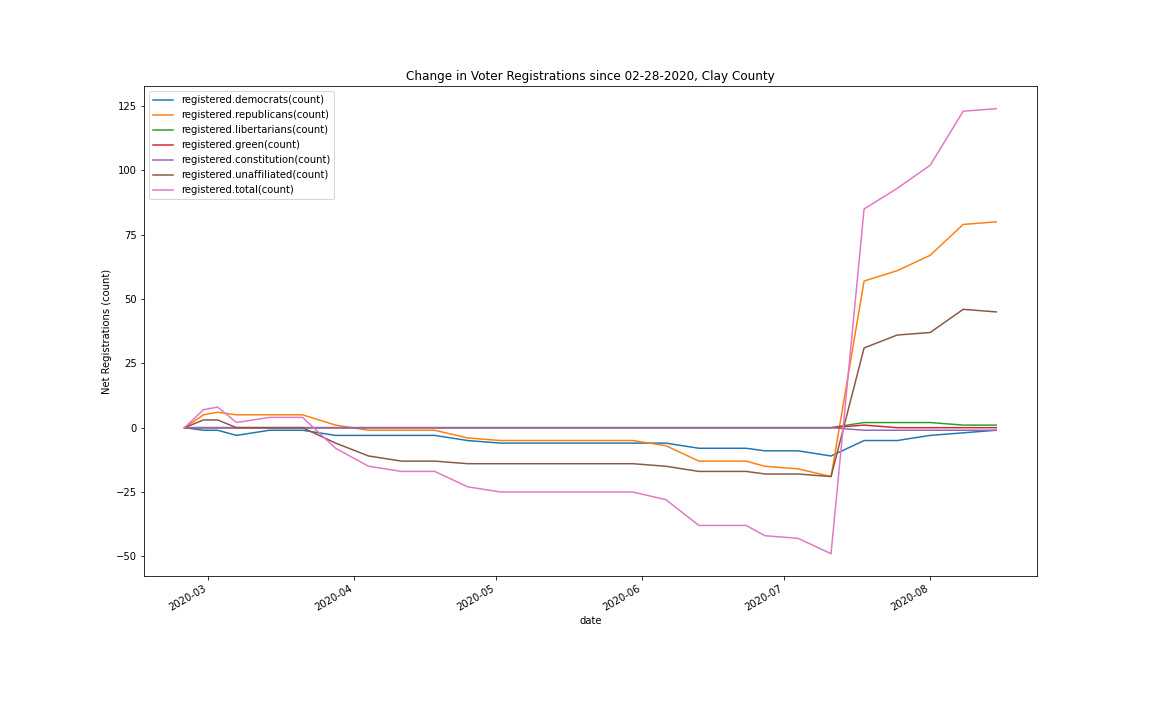 Change in Voter Registrations since 02-28-2020, Clay County
registered.democrats(count)
registered.republicans(count)
registered.libertarians(count)
registered.green(count)
registered.constitution(count)
registered.unaffiliated(count)
registered.total(count)
Net Registrations (count)
125
100
75
50
25
0
−25
−50
2020-03
2020-04
2020-05
2020-06
2020-07
2020-08
date